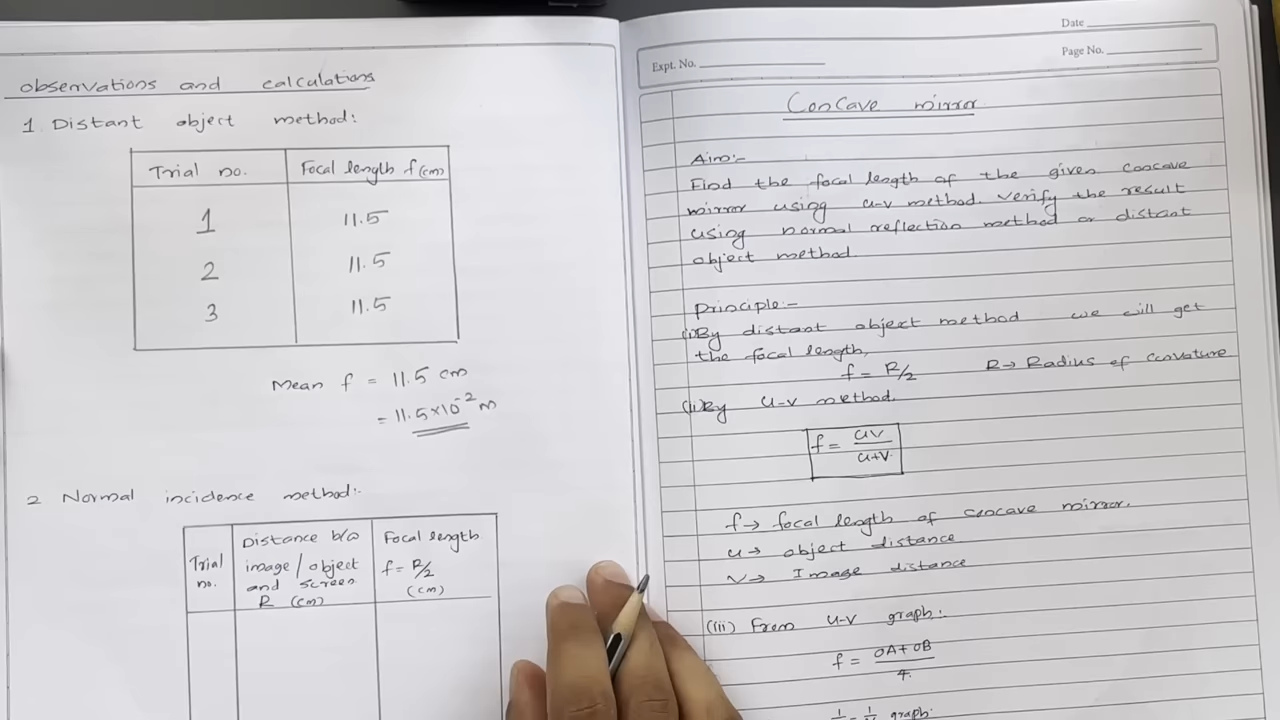 observations and calculations
1 Distant object method:
Trial no. Focal length f (cm)
1 11.5
2 11.5
3 11.5
Mean f = 11.5 cm
= 11.5×10⁻² m
2 Normal incidence method:-
Trial no. Distance b/w image / object and screen R (cm) Focal length f = R/2 (cm)
Date
Expt. No. Page No.
Concave mirror
Aim:-
Find the focal length of the given concave
mirror using u-v method. Verify the result
using normal reflection method or distant
object method.
Principle:-
(i) By distant object method we will get
the focal length,
f = R/2 R → Radius of curvature
(ii) By u-v method.
f = uv/u+v
f → focal length of concave mirror.
u → object distance
v → Image distance
(iii) From u-v graph:
f = OA+OB/4
graph: